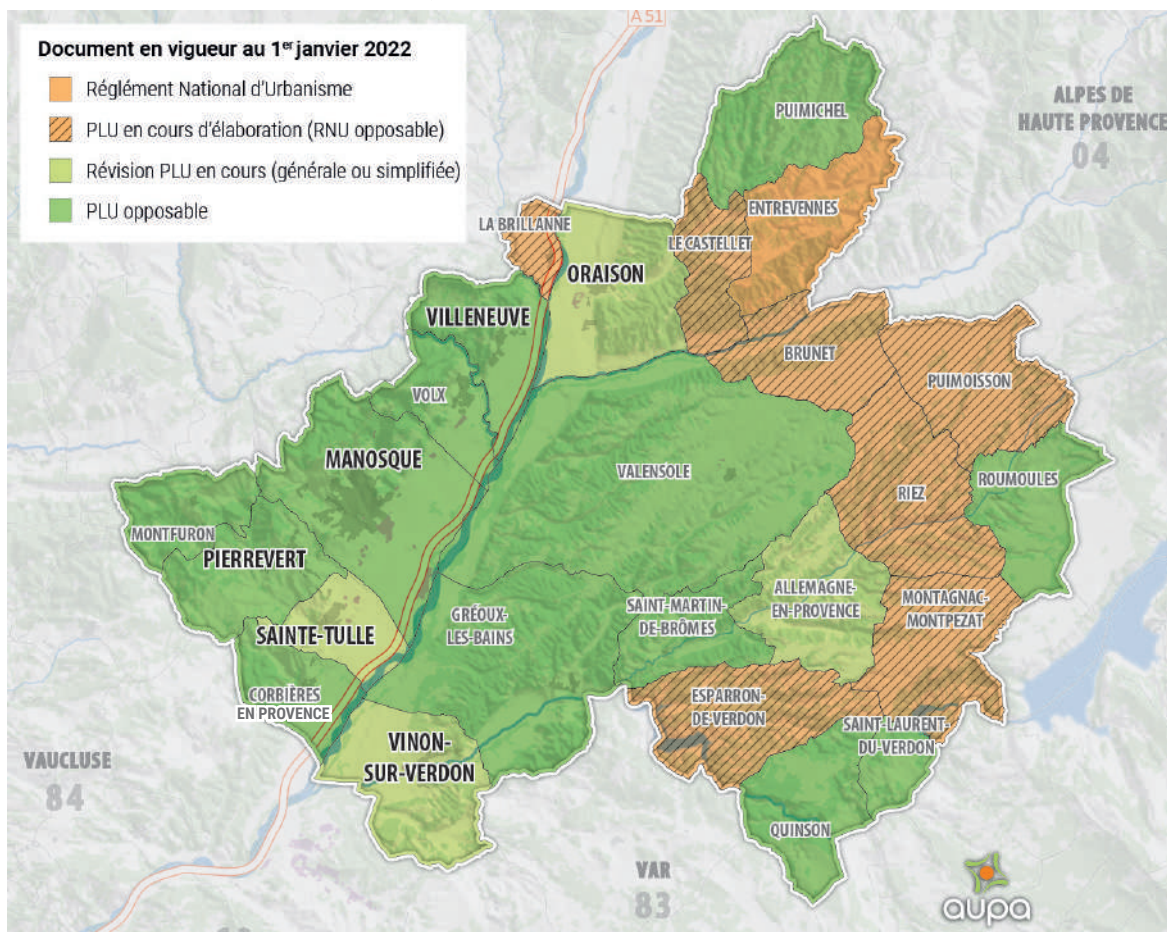 A 51
Document en vigueur au 1er janvier 2022
Réglément National d'Urbanisme
PLU en cours d'élaboration (RNU opposable)
Révision PLU en cours (générale ou simplifiée)
PLU opposable
ALPES DE
HAUTE PROVENCE
04
PUIMICHEL
ENTREVENNES
LA BRILLANNE
LE CASTELLET
ORAISON
VILLENEUVE
BRUNET
PUIMOISSON
VOLX
MANOSQUE
VALENSOLE
RIEZ
ROUMOULES
MONTFURON
PIERREVERT
ALLEMAGNE-
EN-PROVENCE
MONTAGNAC-
MONTPEZAT
SAINT-MARTIN-
DE-BRÔMES
GRÉOUX-
LES-BAINS
SAINTE-TULLE
CORBIÈRES
EN PROVENCE
ESPARRON-
DE-VERDON
SAINT-LAURENT-
DU-VERDON
VINON-
SUR-VERDON
VAUCLUSE
84
QUINSON
VAR
83
aupa